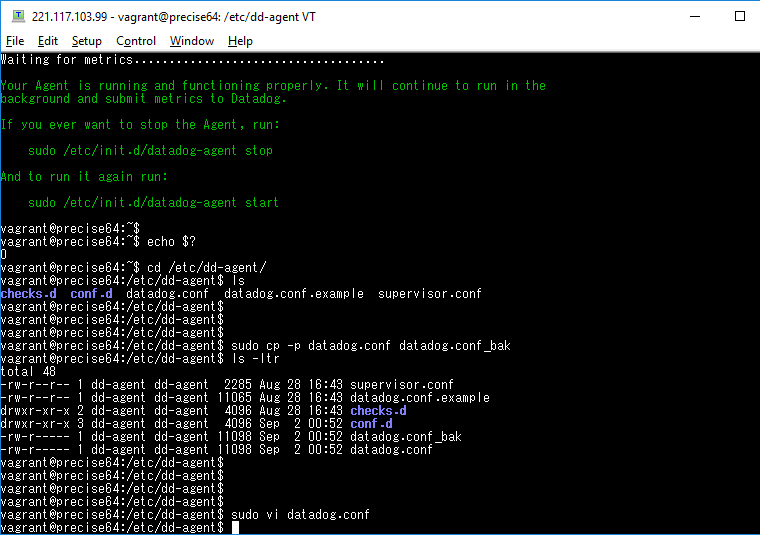 221.117.103.99 - vagrant@precise64: /etc/dd-agent VT
File Edit Setup Control Window Help
Waiting for metrics....................................
Your Agent is running and functioning properly. It will continue to run in the
background and submit metrics to Datadog.
If you ever want to stop the Agent, run:
sudo /etc/init.d/datadog-agent stop
And to run it again run:
sudo /etc/init.d/datadog-agent start
vagrant@precise64:~$
vagrant@precise64:~$ echo $?
0
vagrant@precise64:~$ cd /etc/dd-agent/
vagrant@precise64:/etc/dd-agent$ ls
checks.d  conf.d  datadog.conf  datadog.conf.example  supervisor.conf
vagrant@precise64:/etc/dd-agent$
vagrant@precise64:/etc/dd-agent$
vagrant@precise64:/etc/dd-agent$
vagrant@precise64:/etc/dd-agent$ sudo cp -p datadog.conf datadog.conf_bak
vagrant@precise64:/etc/dd-agent$ ls -ltr
total 48
-rw-r--r-- 1 dd-agent dd-agent  2285 Aug 28 16:43 supervisor.conf
-rw-r--r-- 1 dd-agent dd-agent 11065 Aug 28 16:43 datadog.conf.example
drwxr-xr-x 2 dd-agent dd-agent  4096 Aug 28 16:43 checks.d
drwxr-xr-x 3 dd-agent dd-agent  4096 Sep  2 00:52 conf.d
-rw-r----- 1 dd-agent dd-agent 11098 Sep  2 00:52 datadog.conf_bak
-rw-r----- 1 dd-agent dd-agent 11098 Sep  2 00:52 datadog.conf
vagrant@precise64:/etc/dd-agent$
vagrant@precise64:/etc/dd-agent$
vagrant@precise64:/etc/dd-agent$
vagrant@precise64:/etc/dd-agent$ sudo vi datadog.conf
vagrant@precise64:/etc/dd-agent$